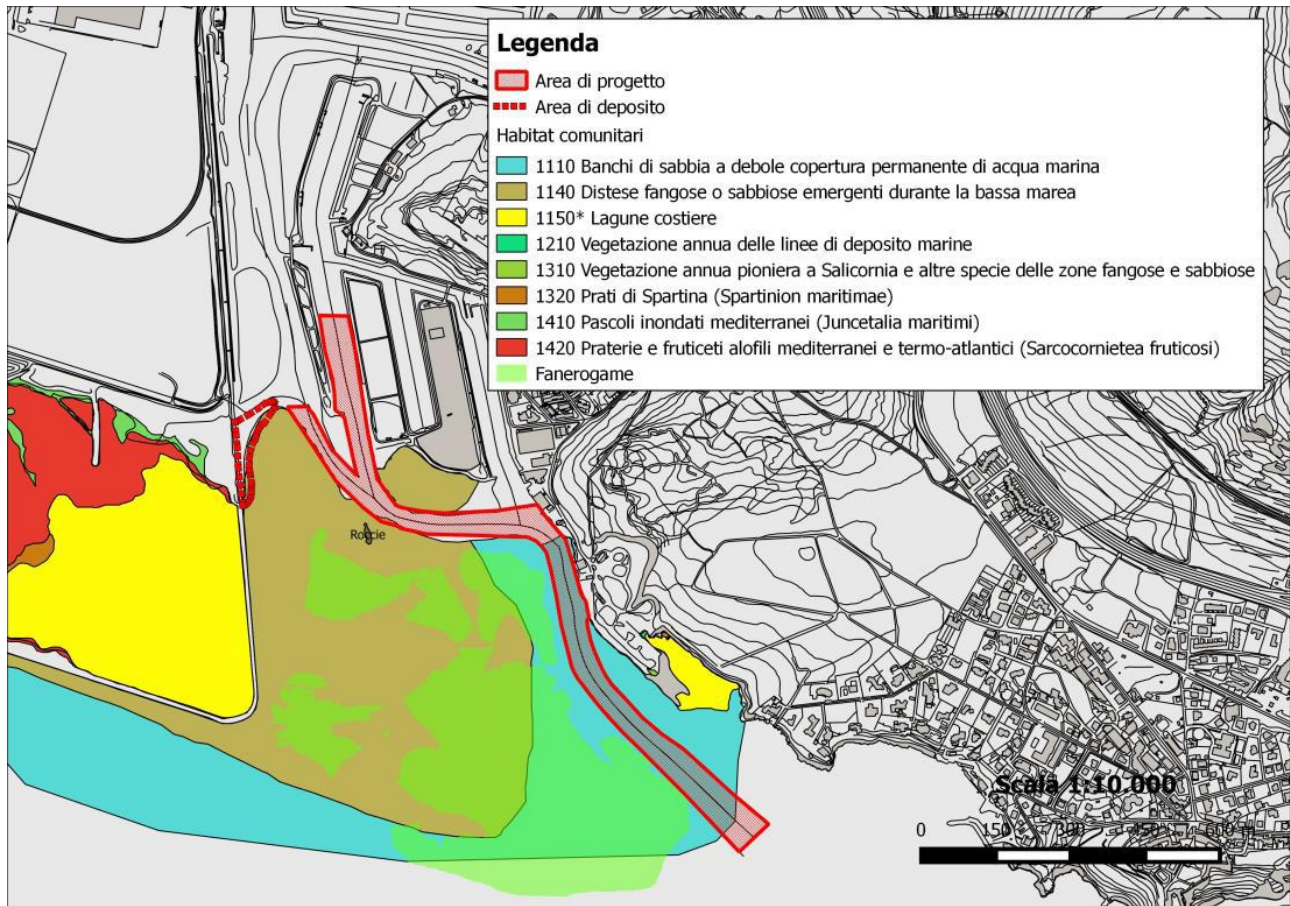 Legenda
Area di progetto
Area di deposito
Habitat comunitari
1110 Banchi di sabbia a debole copertura permanente di acqua marina
1140 Distese fangose o sabbiose emergenti durante la bassa marea
1150* Lagune costiere
1210 Vegetazione annua delle linee di deposito marine
1310 Vegetazione annua pioniera a Salicornia e altre specie delle zone fangose e sabbiose
1320 Prati di Spartina (Spartinion maritimae)
1410 Pascoli inondati mediterranei (Juncetalia maritimi)
1420 Praterie e fruticeti alofili mediterranei e termo-atlantici (Sarcocornietea fruticosi)
Fanerogame
Roccie
Scala 1:10.000
0 150 300 450 600 m